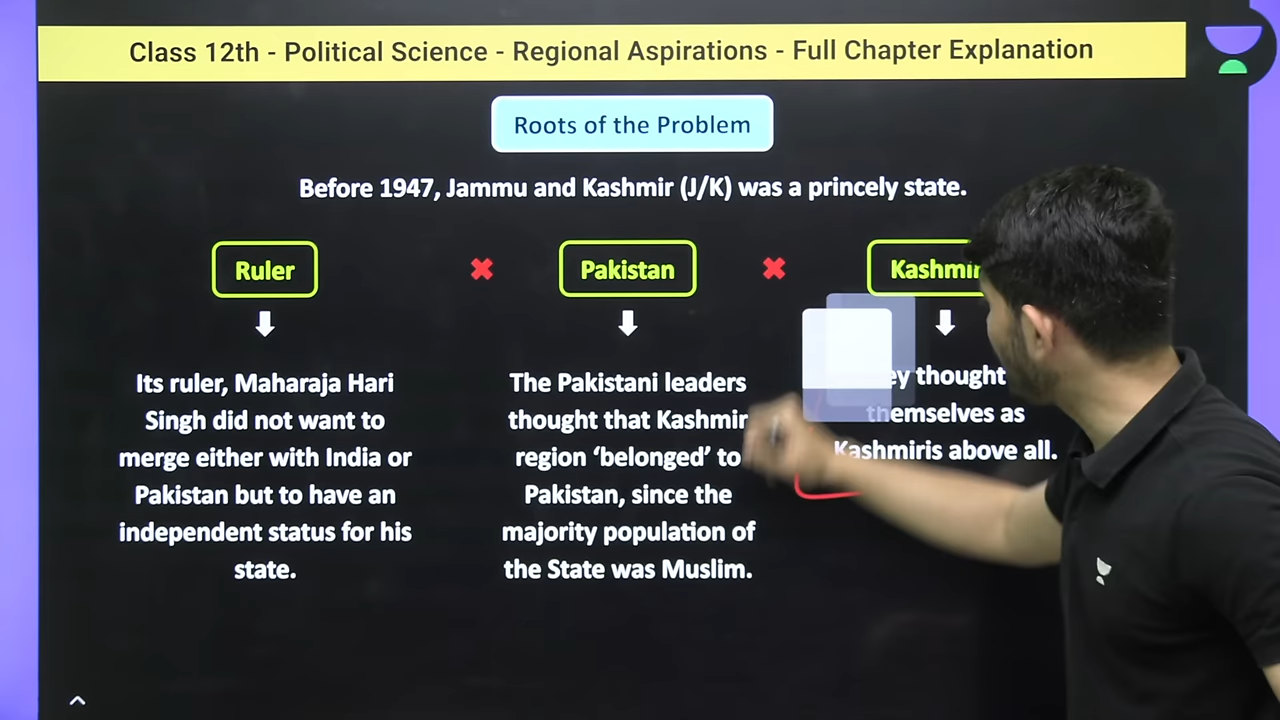 Class 12th - Political Science - Regional Aspirations - Full Chapter Explanation
Roots of the Problem
Before 1947, Jammu and Kashmir (J/K) was a princely state.
Ruler
Its ruler, Maharaja Hari
Singh did not want to
merge either with India or
Pakistan but to have an
independent status for his
state.
Pakistan
The Pakistani leaders
thought that Kashmir
region ‘belonged’ to
Pakistan, since the
majority population of
the State was Muslim.
thought
themselves as
Kashmiris above all.